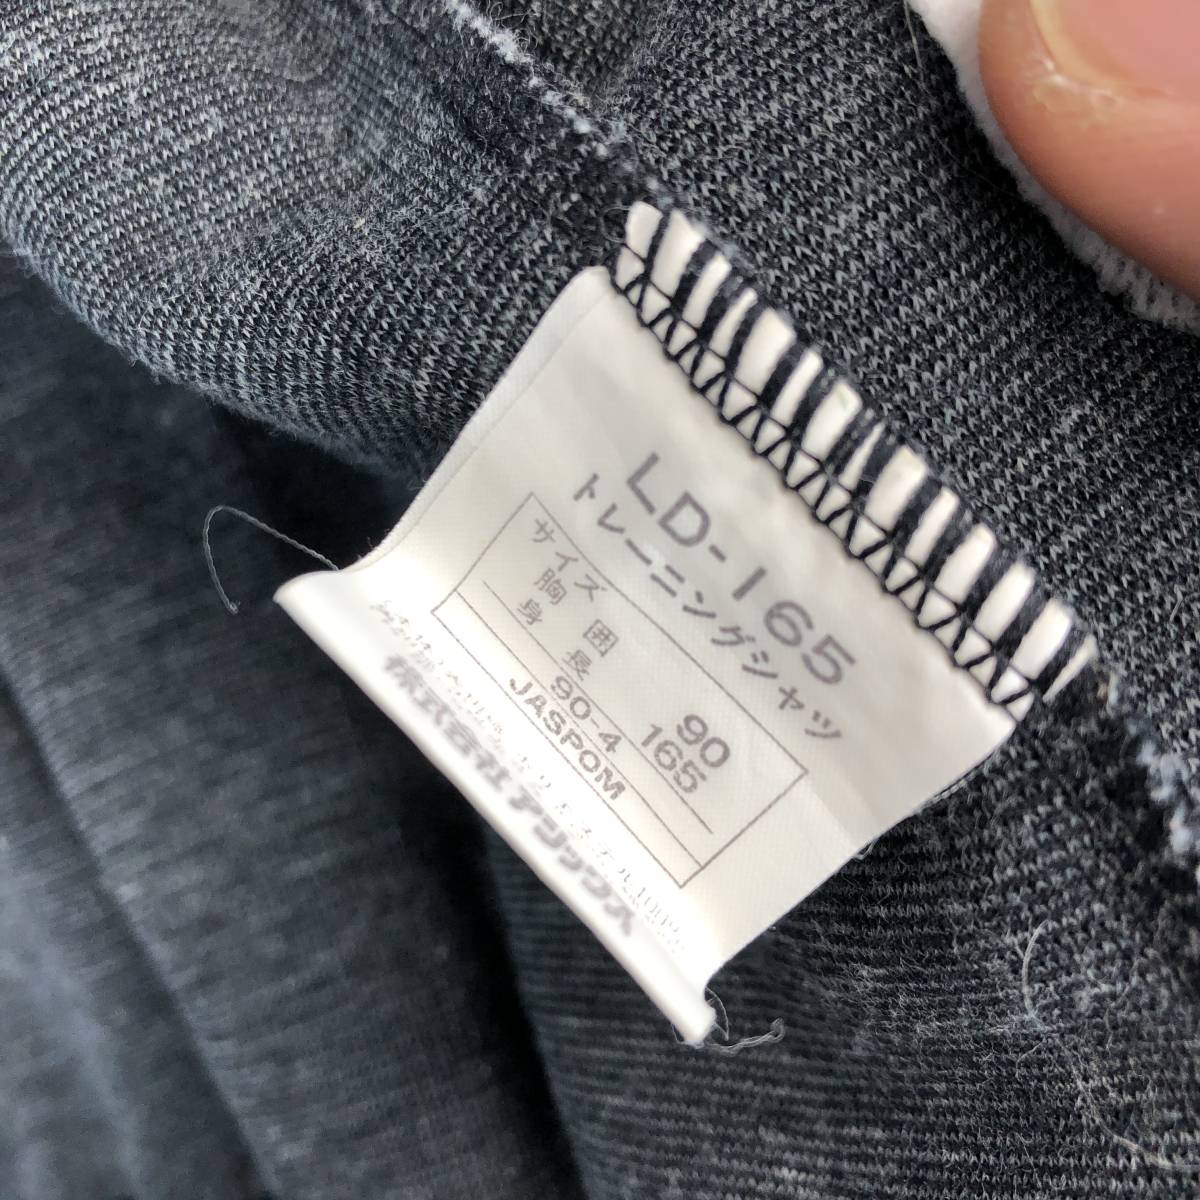 LD-165
トレーニングシャツ
サイズ
胸囲 90
身長 165
90-4
JASPOM
株式会社アシックス